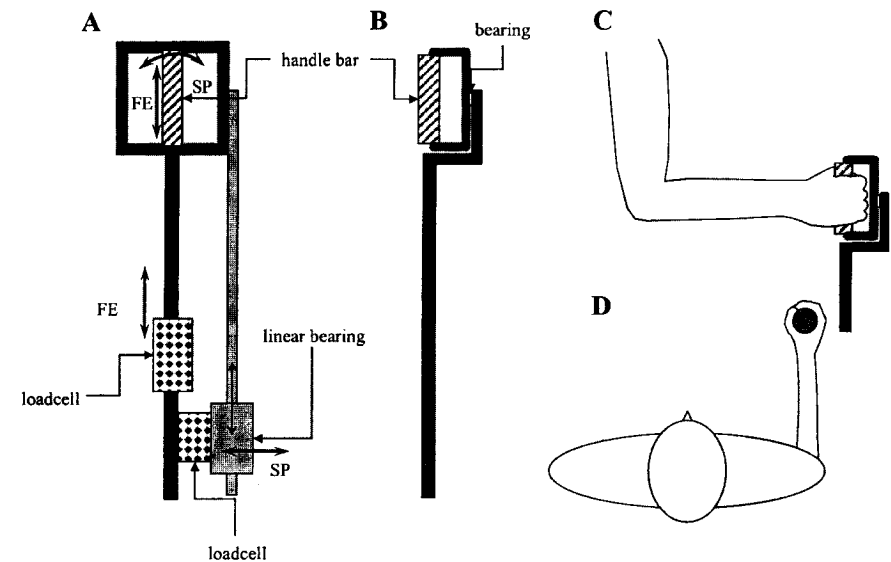 A
B
C
bearing
handle bar
SP
FE
FE
D
linear bearing
loadcell
SP
loadcell